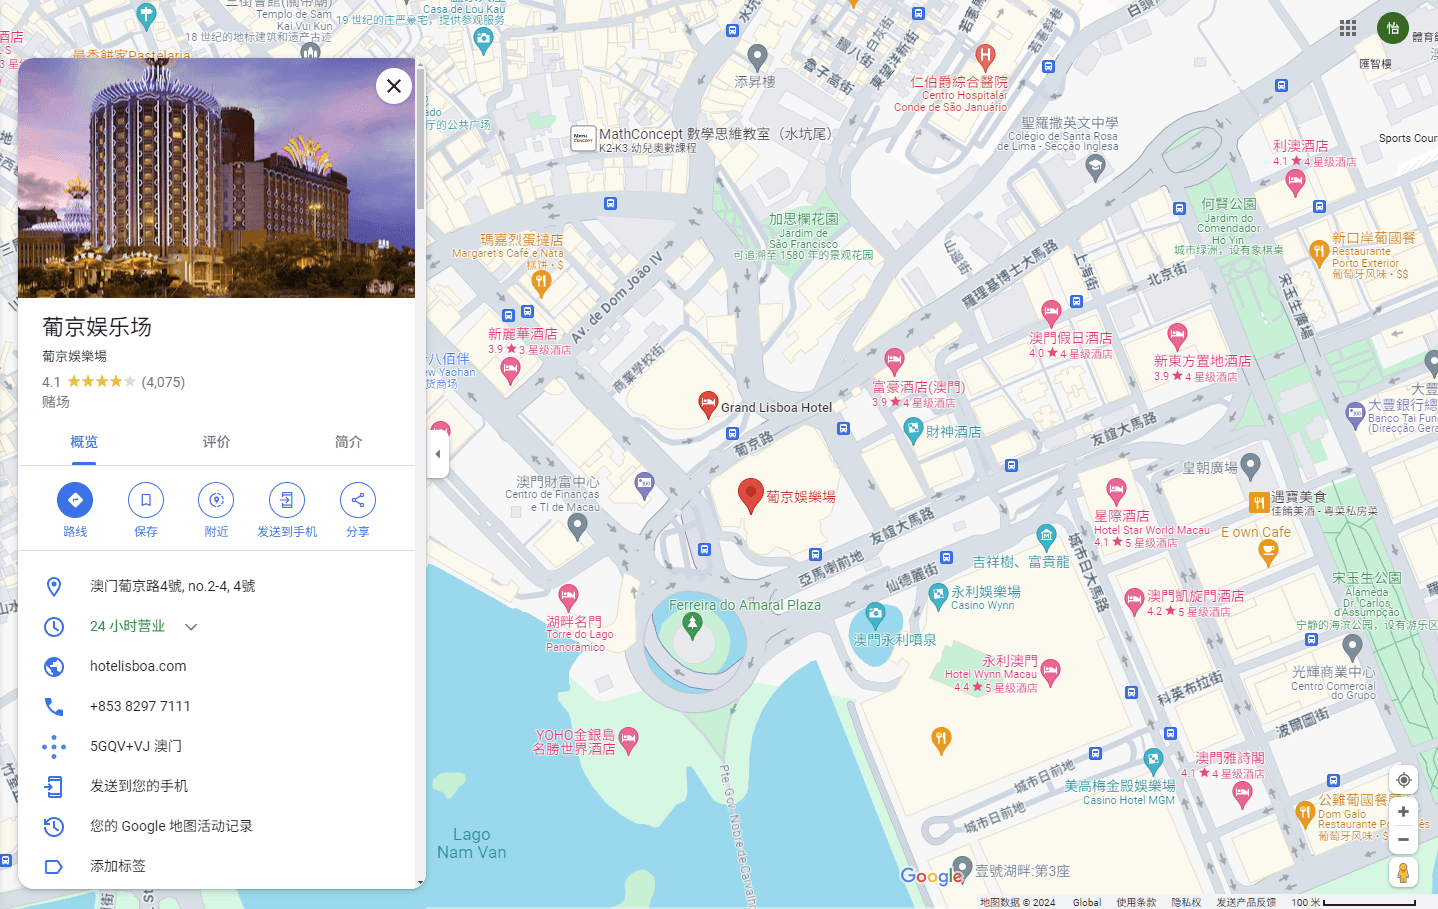 葡京娱乐场
葡京娛樂場
4.1 (4,075)
赌场
概览
评价
简介
路线
保存
附近
发送到手机
分享
澳门葡京路4號, no.2-4, 4號
24 小时营业
hotelisboa.com
+853 8297 7111
5GQV+VJ 澳门
发送到您的手机
您的 Google 地图活动记录
添加标签
Templo de Sam
Kai Vui Kun
18 世纪的地标建筑和遗产古迹
Casa de Lou Kau
19 世纪的庄严豪宅，提供参观服务
添昇樓
MATH CONCEPT
MathConcept 數學思維教室（水坑尾）
K2-K3 幼兒奧數課程
仁伯爵綜合醫院
Centro Hospitalar
Conde de São Januário
聖羅撒英文中學
Colégio de Santa Rosa
de Lima - Secção Inglesa
體育館
匯智樓
怡
Sports Cour
利澳酒店
4.1 ★ 4 星级酒店
何賢公園
Jardim do
Comendador
Ho Yin
城市绿洲，设有象棋桌
新口岸葡國餐
Restaurante
Porto Exterior
葡萄牙风味 • $$
加思欄花園
Jardim de
São Francisco
可追溯至 1580 年的景观花园
瑪嘉烈蛋撻店
Margaret's Café e Nata
糕饼 • $
Av. de Dom João IV
新麗華酒店
3.9 ★ 3 星级酒店
八佰伴
ew Yaohan
货商场
商業學校街
羅理基博士大馬路
上海街
北京街
宋玉生廣場
澳門假日酒店
4.0 ★ 4 星级酒店
新東方置地酒店
3.9 ★ 4 星级酒店
富豪酒店(澳門)
3.9 ★ 4 星级酒店
Grand Lisboa Hotel
財神酒店
葡京路
友誼大馬路
大豐銀行總
Banco Tai Fun
(Direcção Gera
皇朝廣場
澳門財富中心
Centro de Finanças
e TI de Macau
葡京娛樂場
星際酒店
Hotel Star World Macau
4.1 ★ 5 星级酒店
遇寶美食
佳餚美酒 - 粵菜私房菜
E own Cafe
友誼大馬路
亞馬喇前地
仙德麗街
吉祥樹、富貴龍
城市日大馬路
宋玉生公園
Alameda
Dr. Carlos
d'Assumpção
宁静的海滨公园，设有游乐区
永利娛樂場
Casino Wynn
澳門凱旋門酒店
4.2 ★ 5 星级酒店
Ferreira do Amaral Plaza
湖畔名門
Torre do Lago
Panorâmico
澳門永利噴泉
永利澳門
Hotel Wynn Macau
4.4 ★ 5 星级酒店
光輝商業中心
Centro Comercial
do Grupo
科英布拉街
波爾圖街
YOHO金銀島
名勝世界酒店
Pte. Gov. Nobre de Carvalho
澳門雅詩閣
4.1 ★ 4 星级酒店
城市日前地
美高梅金殿娛樂場
Casino Hotel MGM
城市日前地
公雞葡國餐
Dom Galo
葡萄牙风味 • $
Lago
Nam Van
壹號湖畔:第3座
Google
地图数据 © 2024 Global 使用条款 隐私权 发送产品反馈 100 米